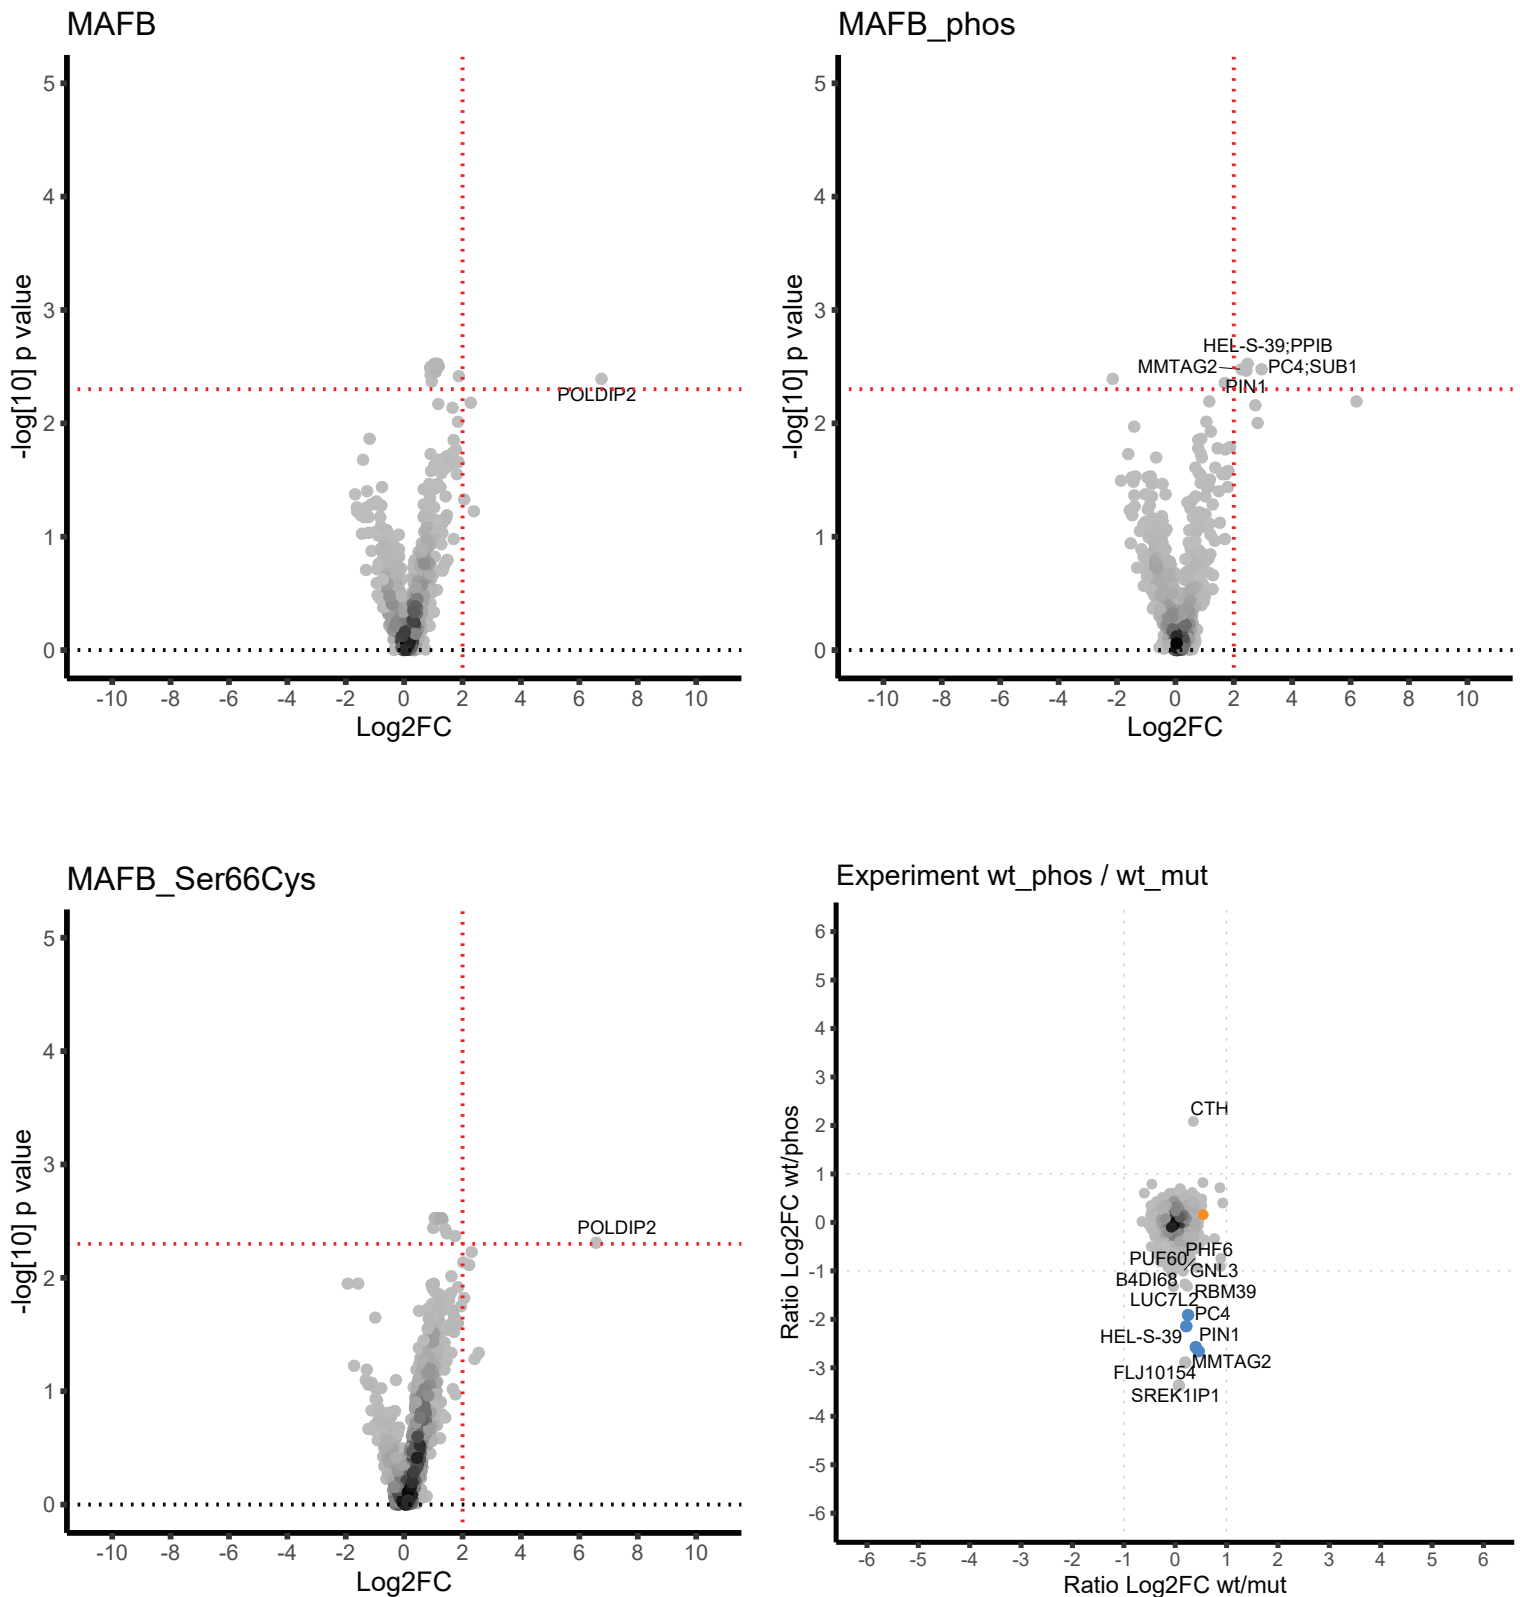 MAFB
5
4
3
2
1
0
-log[10] p value
POLDIP2
-10 -8 -6 -4 -2 0 2 4 6 8 10
Log2FC
MAFB_phos
5
4
3
2
1
0
-log[10] p value
HEL-S-39;PPIB
MMTAG2 PC4;SUB1
PIN1
-10 -8 -6 -4 -2 0 2 4 6 8 10
Log2FC
MAFB_Ser66Cys
5
4
3
2
1
0
-log[10] p value
POLDIP2
-10 -8 -6 -4 -2 0 2 4 6 8 10
Log2FC
Experiment wt_phos / wt_mut
6
5
4
3
2
1
0
-1
-2
-3
-4
-5
-6
Ratio Log2FC wt/phos
CTH
PHF6
PUF60
GNL3
B4DI68
RBM39
LUC7L2
PC4
PIN1
HEL-S-39
MMTAG2
FLJ10154
SREK1IP1
-6 -5 -4 -3 -2 -1 0 1 2 3 4 5 6
Ratio Log2FC wt/mut